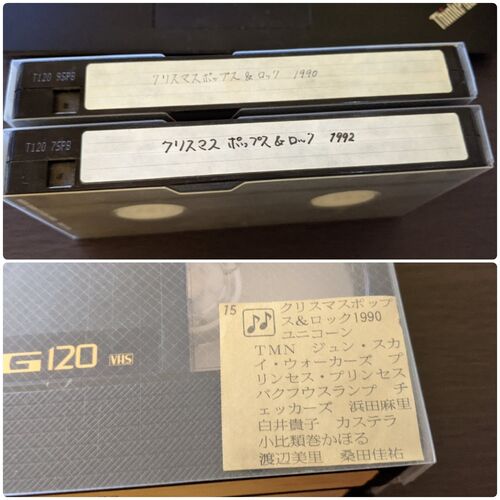 ThinkPad
T120 9SPB
クリスマスポップス&ロック 1990
T120 7SPB
クリスマス ポップス&ロック 1992
G120 VHS
15
クリスマスポップ
ス&ロック1990
ユニコーン
TMN ジュン・スカ
イ・ウォーカーズ プ
リンセス・プリンセス
バクフウスランプ チ
ェッカーズ 浜田麻里
白井貴子 カステラ
小比類巻かほる
渡辺美里 桑田佳祐